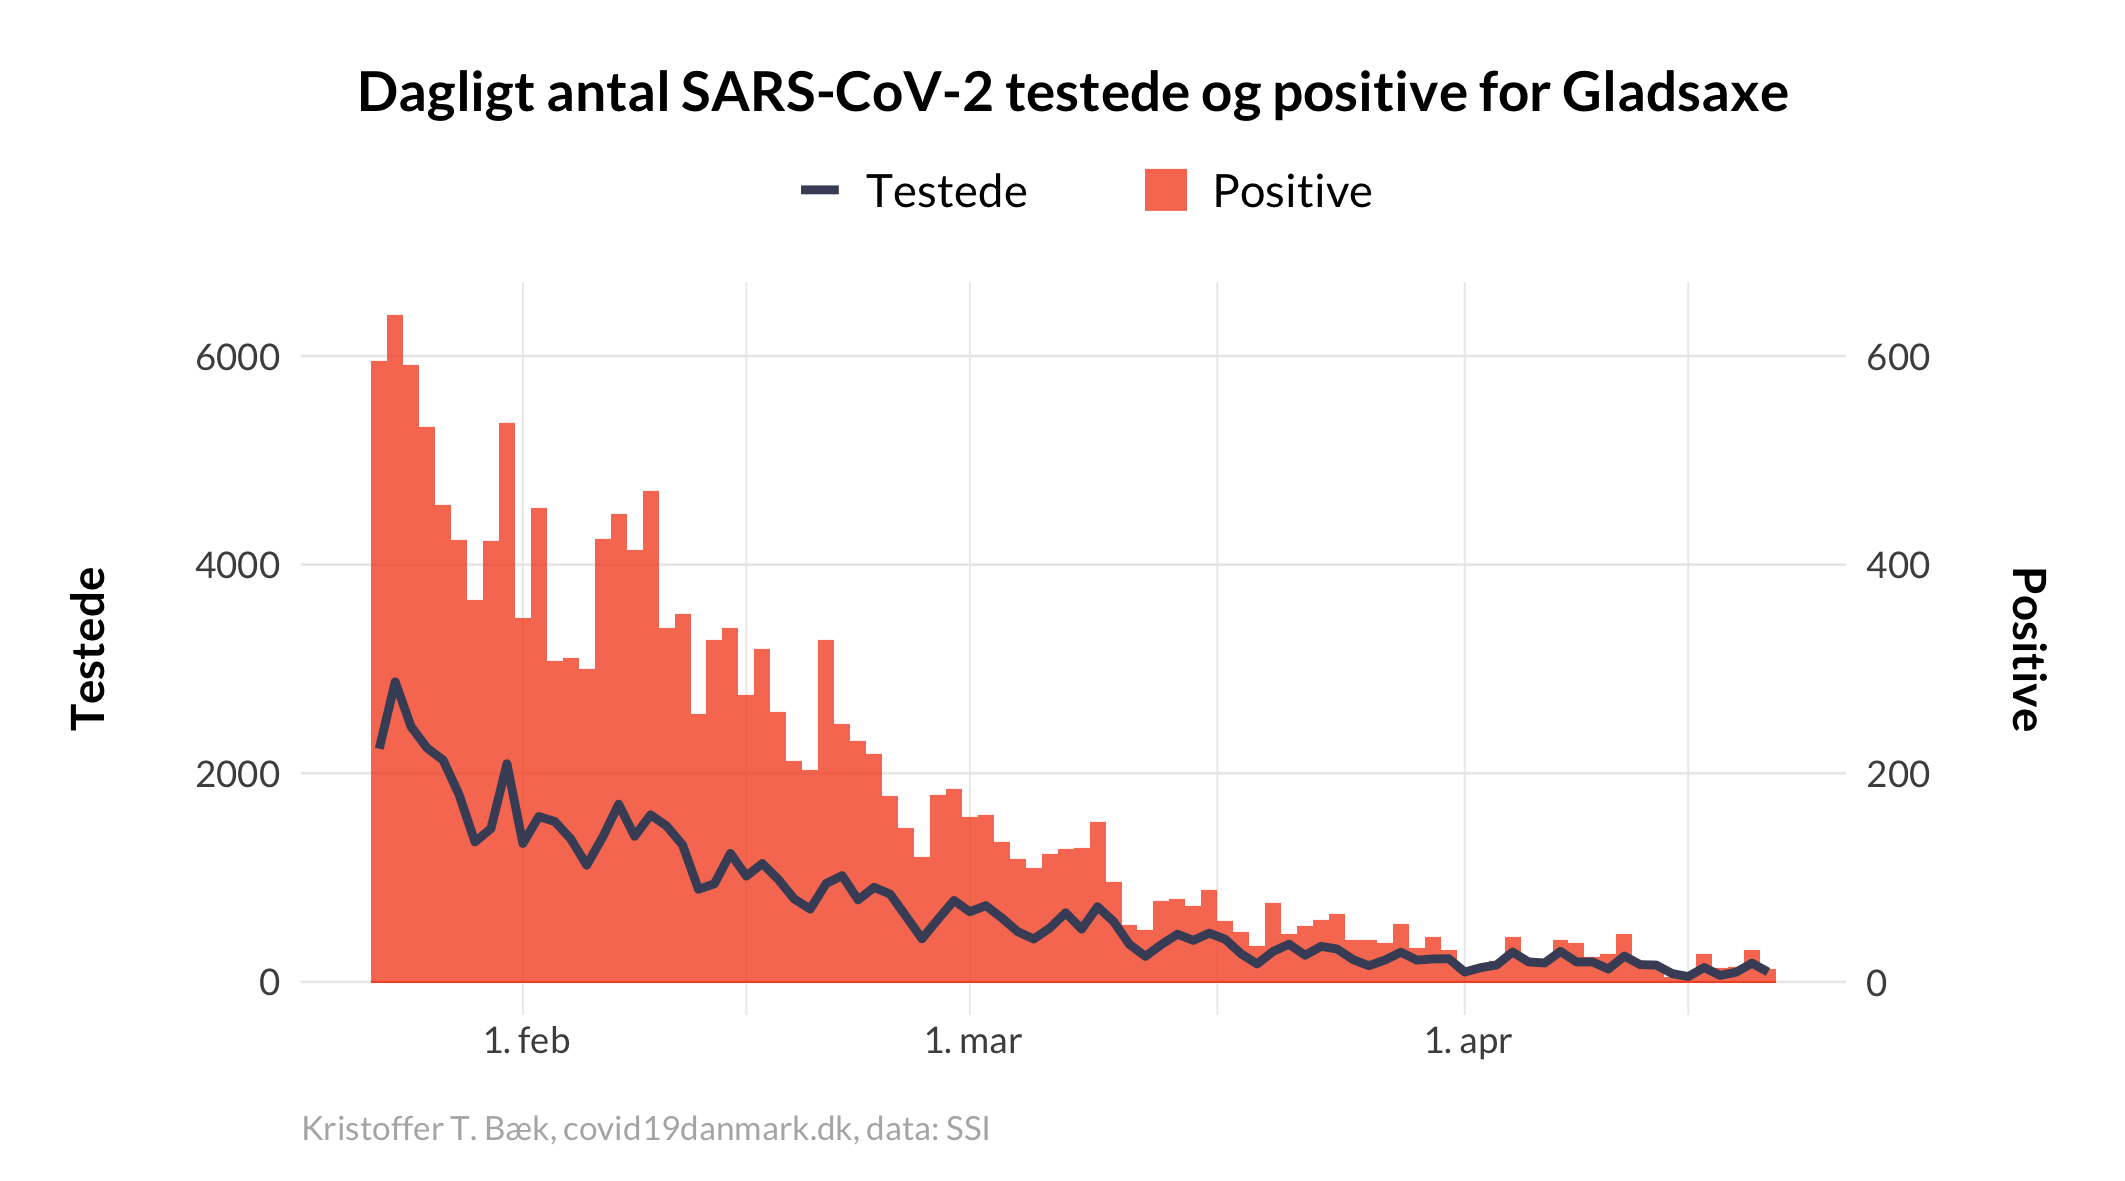 Dagligt antal SARS-CoV-2 testede og positive for Gladsaxe
Testede Positive
6000
4000
2000
0
600
400
200
0
Testede
Positive
1. feb 1. mar 1. apr
Kristoffer T. Bæk, covid19danmark.dk, data: SSI